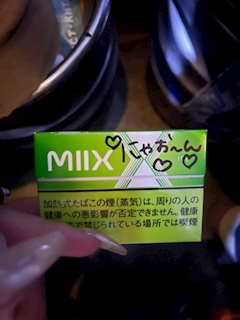 MIIX にゃお〜ん
加熱式たばこの煙(蒸気)は、周りの人の
健康への悪影響が否定できません。健康
で禁じられている場所では喫煙